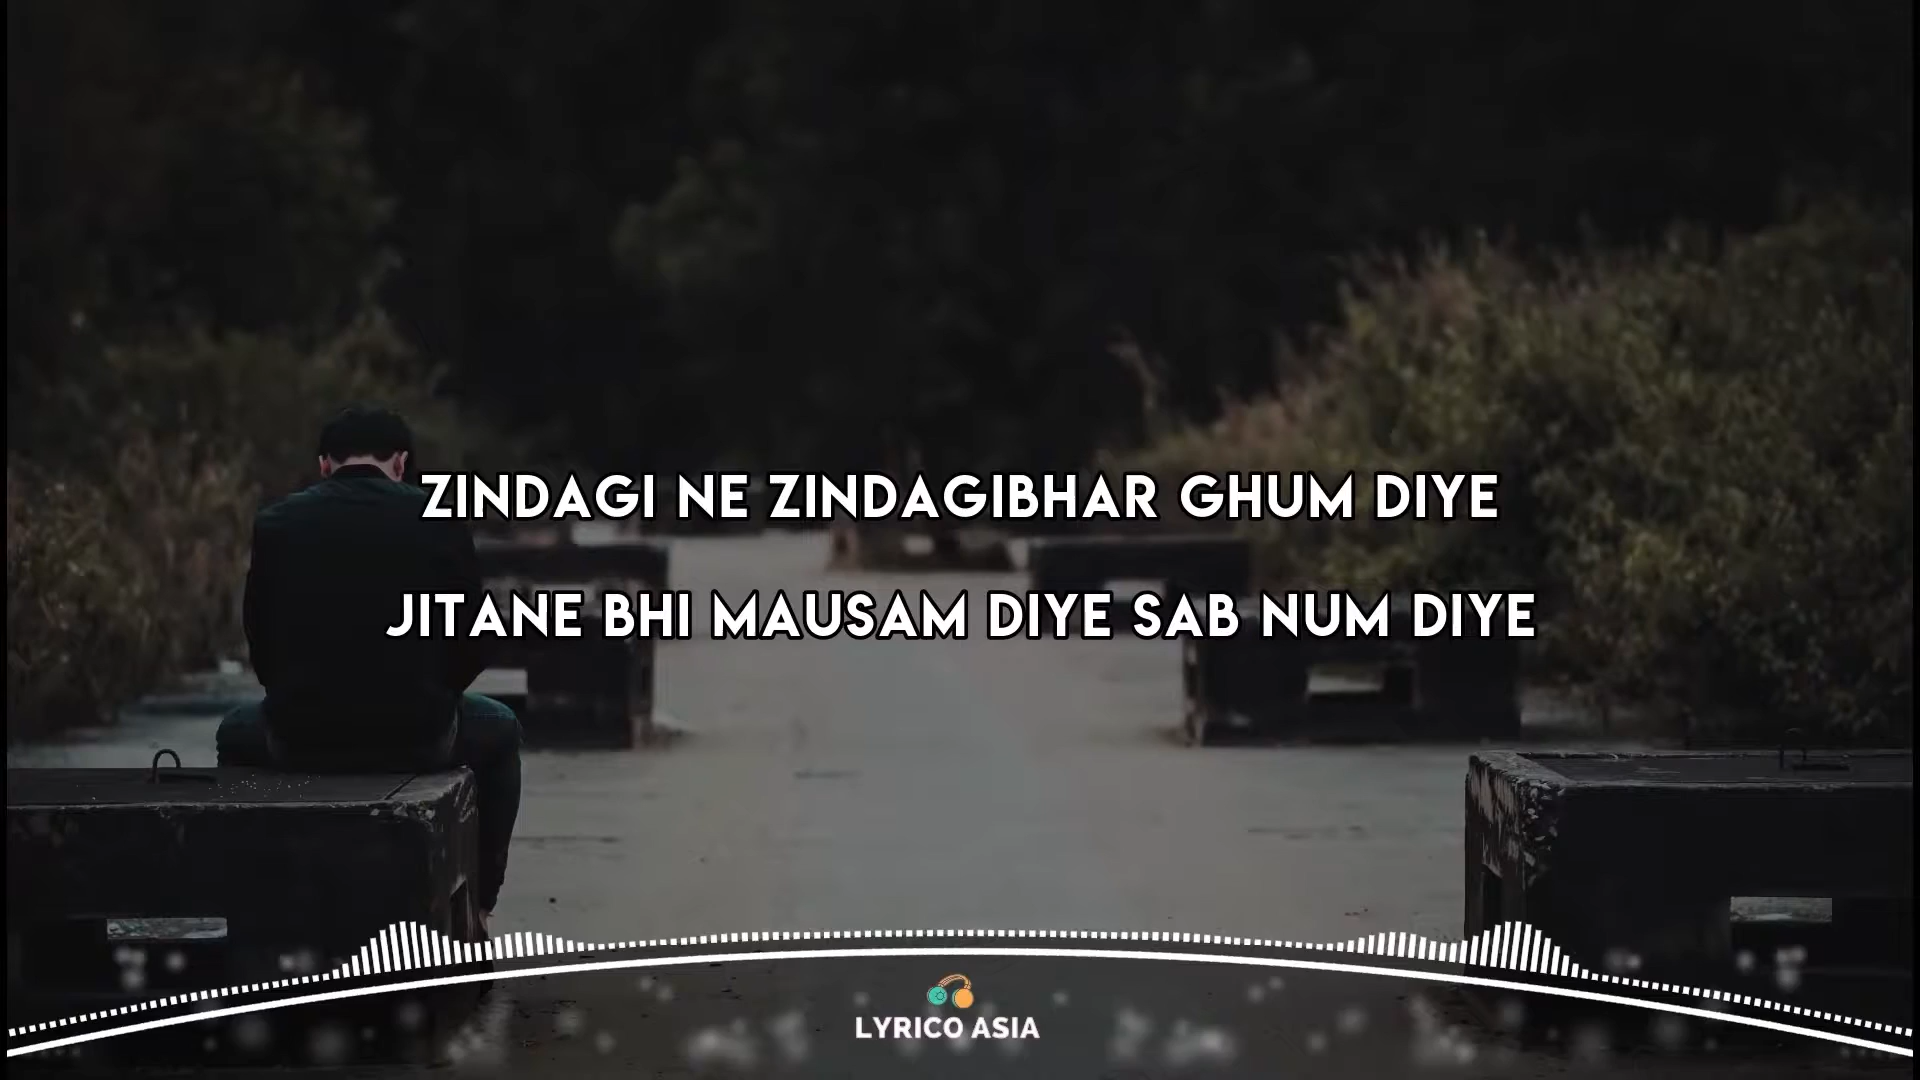 ZINDAGI NE ZINDAGIBHAR GHUM DIYE
JITANE BHI MAUSAM DIYE SAB NUM DIYE
LYRICO ASIA